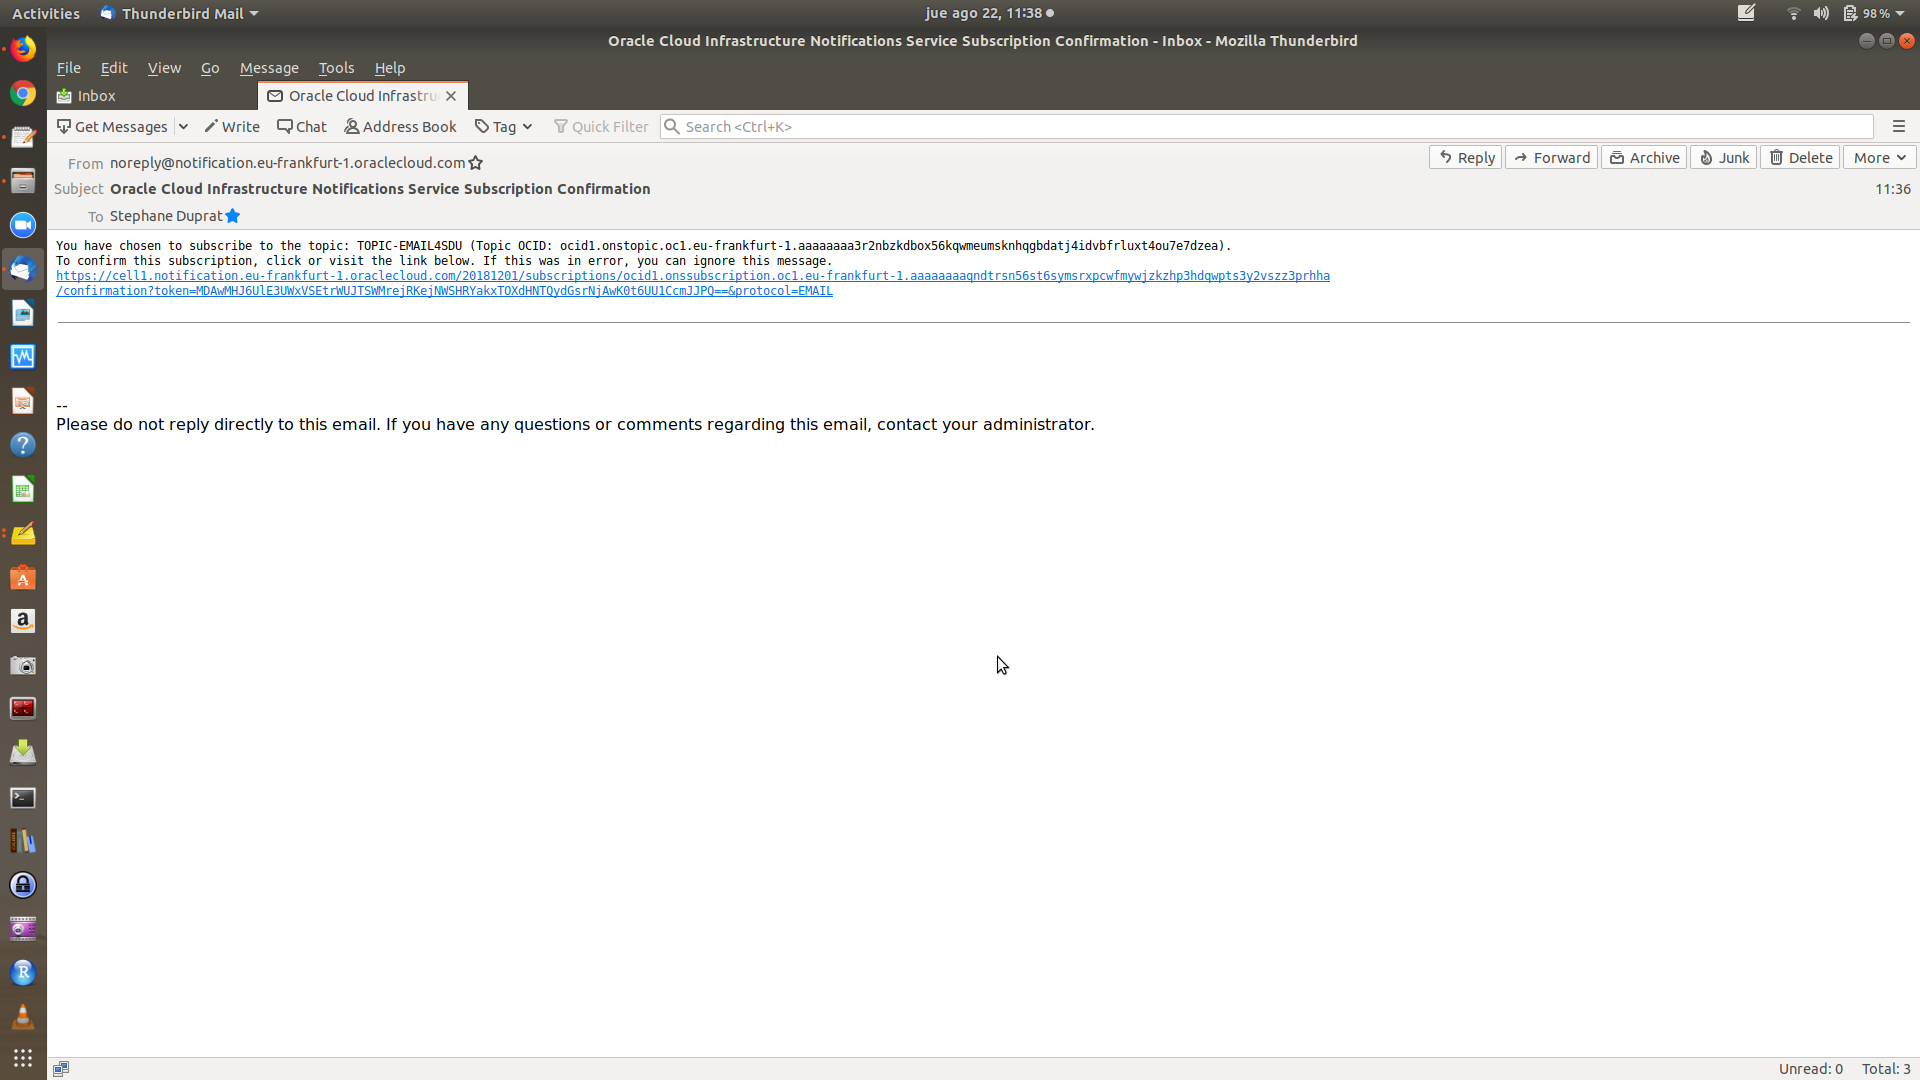 Activities Thunderbird Mail jue ago 22, 11:38 98 %
Oracle Cloud Infrastructure Notifications Service Subscription Confirmation - Inbox - Mozilla Thunderbird
File Edit View Go Message Tools Help
Inbox Oracle Cloud Infrastru
Get Messages Write Chat Address Book Tag Quick Filter Search <Ctrl+K>
From noreply@notification.eu-frankfurt-1.oraclecloud.com Reply Forward Archive Junk Delete More
Subject Oracle Cloud Infrastructure Notifications Service Subscription Confirmation 11:36
To Stephane Duprat
You have chosen to subscribe to the topic: TOPIC-EMAIL4SDU (Topic OCID: ocid1.onstopic.oc1.eu-frankfurt-1.aaaaaaaa3r2nbzkdbox56kqwmeumsknhqgbdatj4idvbfrluxt4ou7e7dzea).
To confirm this subscription, click or visit the link below. If this was in error, you can ignore this message.
https://cell1.notification.eu-frankfurt-1.oraclecloud.com/20181201/subscriptions/ocid1.onssubscription.oc1.eu-frankfurt-1.aaaaaaaaqndtrsn56st6symsrxpcwfmywjzkzhp3hdqwpts3y2vszz3prhha
/confirmation?token=MDAwMHJ6UlE3UWxVSEtrWUJTSWMrejRKejNWSHRYakxTOXdHNTQydGsrNjAwK0t6UU1CcmJJPQ==&protocol=EMAIL
--
Please do not reply directly to this email. If you have any questions or comments regarding this email, contact your administrator.
Unread: 0 Total: 3